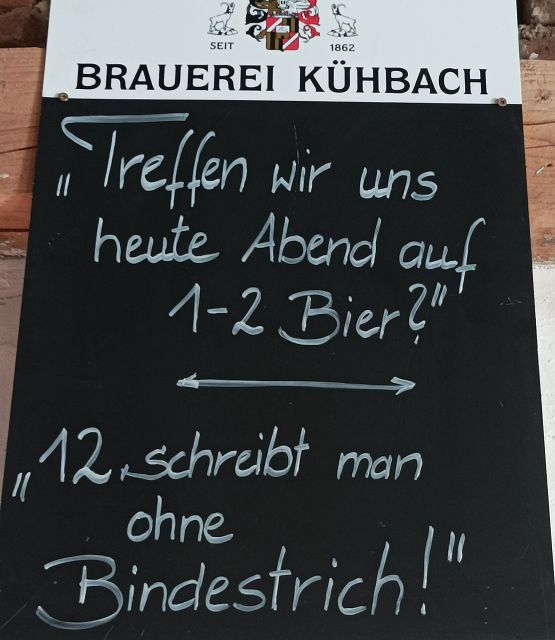 SEIT 1862
BRAUEREI KÜHBACH
„Treffen wir uns
heute Abend auf
1-2 Bier?"
„12 schreibt man
ohne
Bindestrich!"